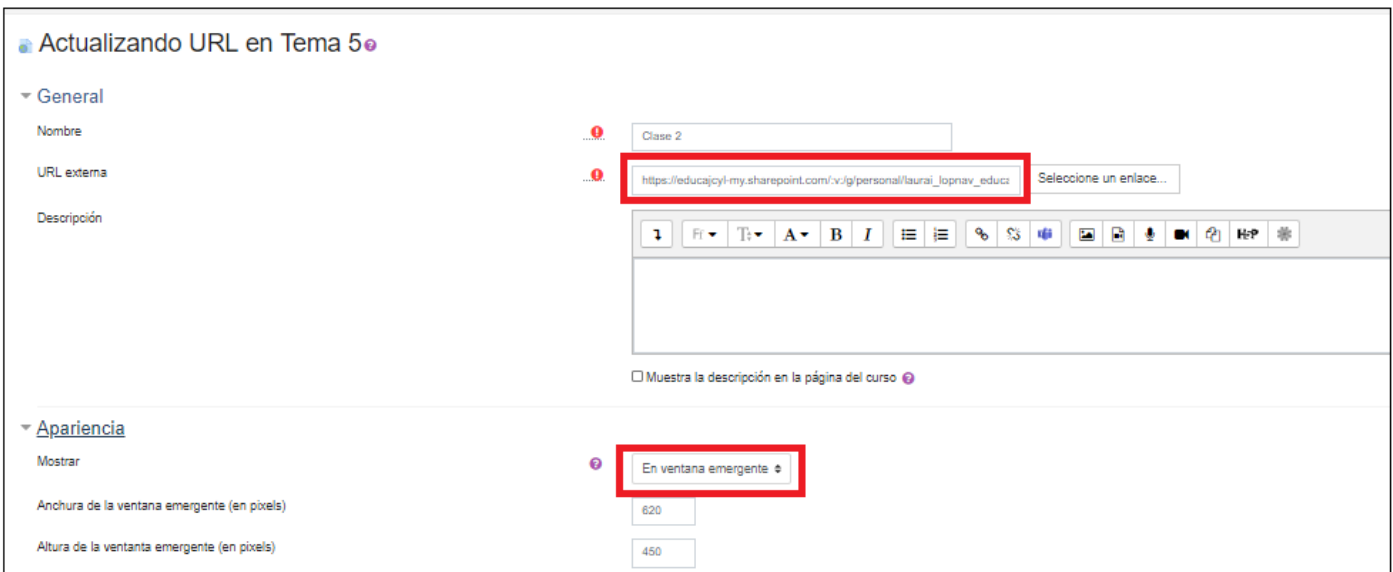 Actualizando URL en Tema 5
General
Nombre
Clase 2
URL externa
https://educajcyl-my.sharepoint.com/:v:/g/personal/laurai_lopnav_educa
Seleccione un enlace...
Descripción
A B I H-P
Muestra la descripción en la página del curso
Apariencia
Mostrar
En ventana emergente
Anchura de la ventana emergente (en pixels)
620
Altura de la ventanta emergente (en pixels)
450